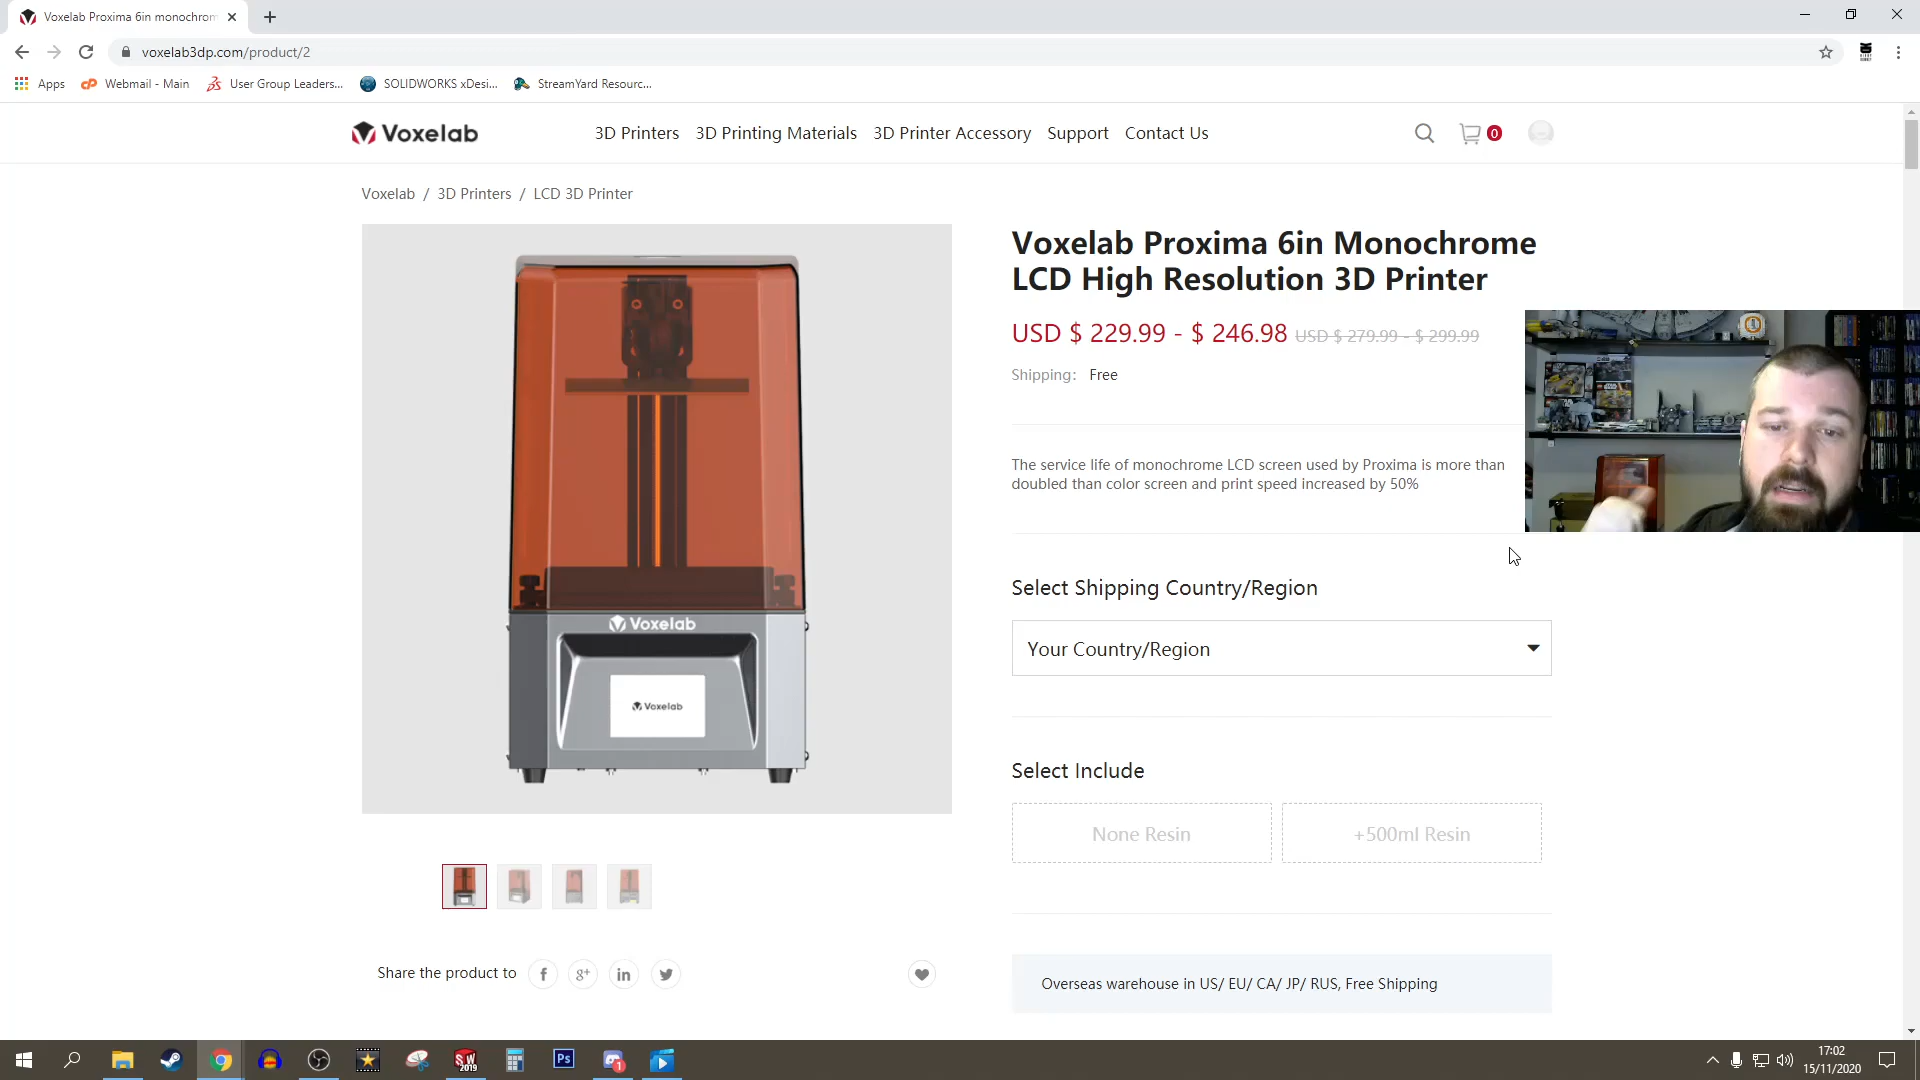 Voxelab Proxima 6in monochrom
voxelab3dp.com/product/2
Apps
Webmail - Main
User Group Leaders...
SOLIDWORKS xDesi...
StreamYard Resourc...
Voxelab
3D Printers
3D Printing Materials
3D Printer Accessory
Support
Contact Us
0
Voxelab / 3D Printers / LCD 3D Printer
Voxelab Proxima 6in Monochrome
LCD High Resolution 3D Printer
USD $ 229.99 - $ 246.98 USD $ 279.99 - $ 299.99
Shipping: Free
The service life of monochrome LCD screen used by Proxima is more than
doubled than color screen and print speed increased by 50%
Select Shipping Country/Region
Your Country/Region
Voxelab
Voxelab
Select Include
None Resin
+500ml Resin
Share the product to
Overseas warehouse in US/ EU/ CA/ JP/ RUS, Free Shipping
SW
2019
Ps
1
17:02
15/11/2020